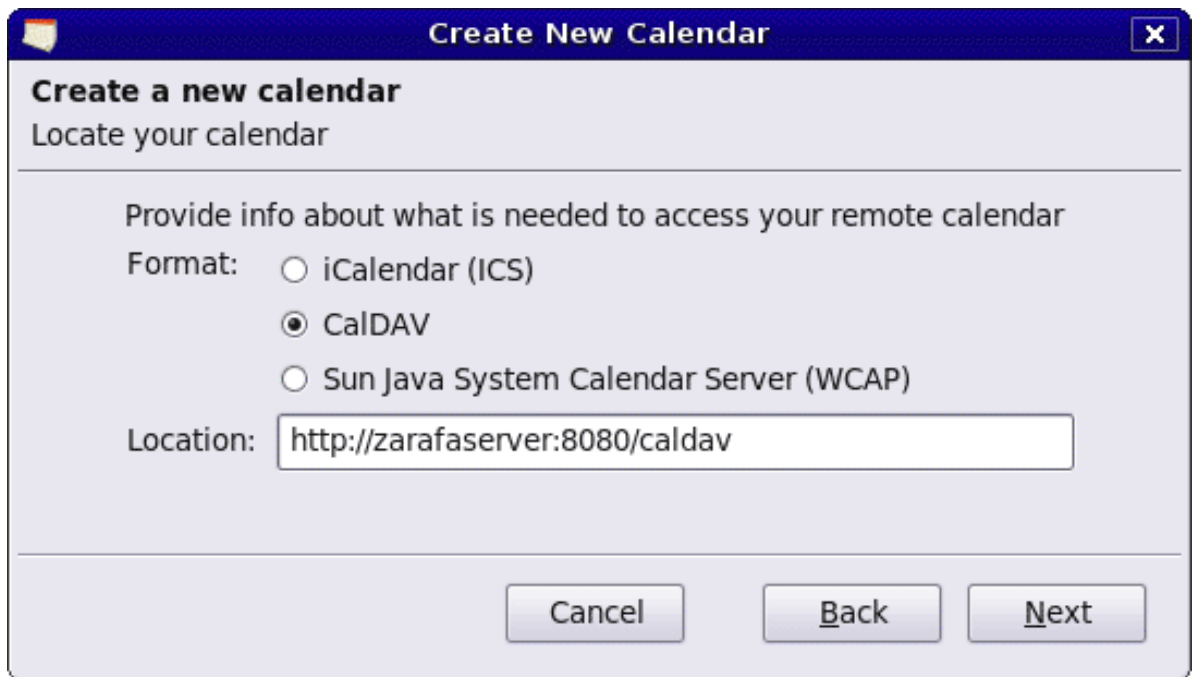 Create New Calendar
Create a new calendar
Locate your calendar
Provide info about what is needed to access your remote calendar
Format:
iCalendar (ICS)
CalDAV
Sun Java System Calendar Server (WCAP)
Location: http://zarafaserver:8080/caldav
Cancel Back Next